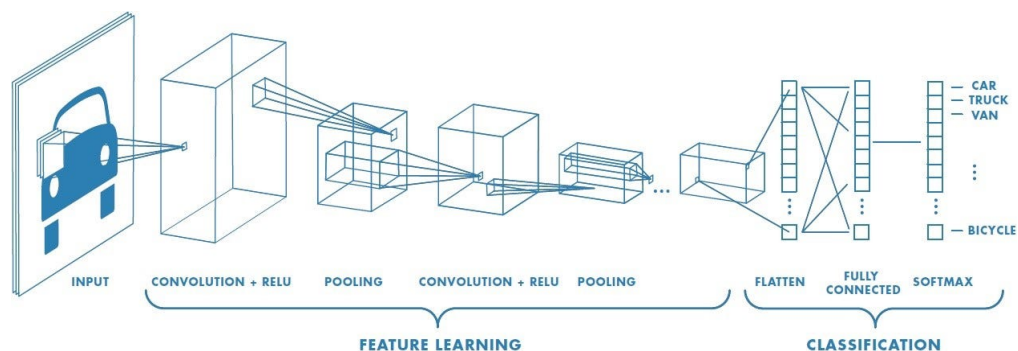 CAR
TRUCK
VAN
BICYCLE
INPUT
CONVOLUTION + RELU
POOLING
CONVOLUTION + RELU
POOLING
FLATTEN
FULLY
CONNECTED
SOFTMAX
FEATURE LEARNING
CLASSIFICATION